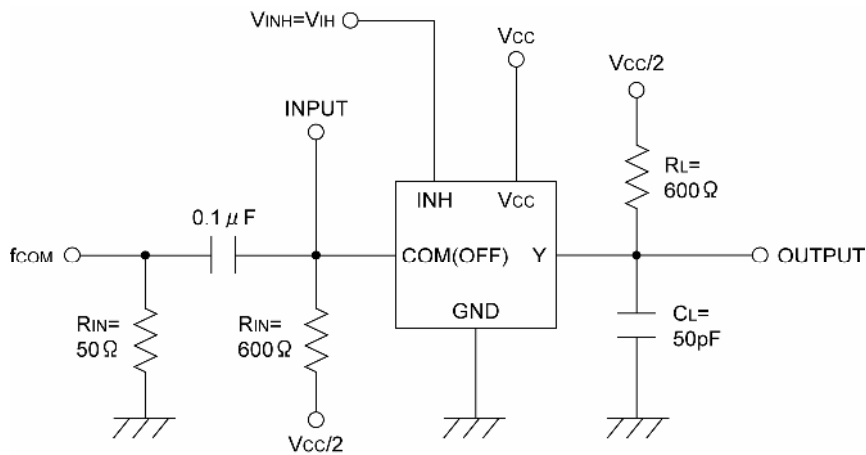 VINH=VIH
VCC
VCC/2
INPUT
RL=
600Ω
INH
VCC
0.1μF
fCOM
COM(OFF)
Y
OUTPUT
GND
RIN=
50Ω
RIN=
600Ω
CL=
50pF
VCC/2